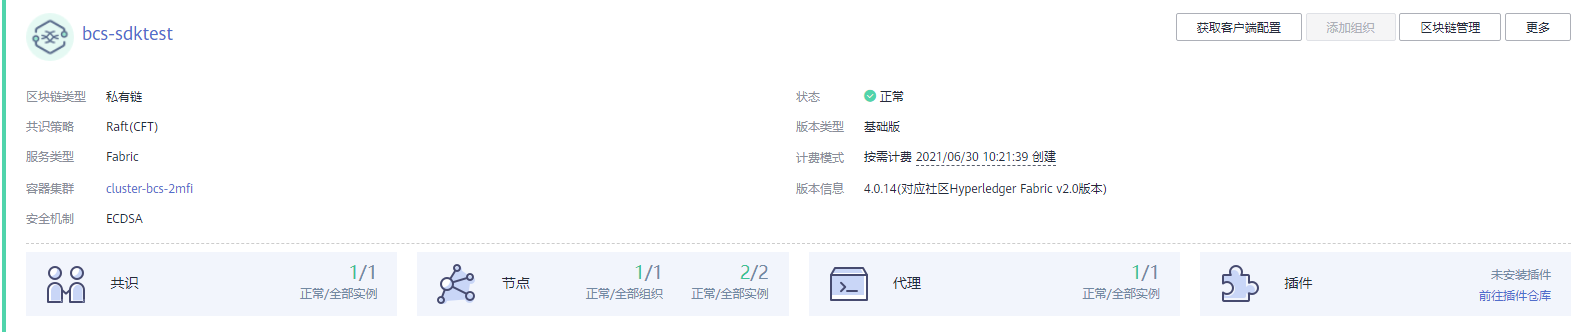 bcs-sdktest
获取客户端配置 添加组织 区块链管理 更多
区块链类型 私有链 状态 正常
共识策略 Raft(CFT) 版本类型 基础版
服务类型 Fabric 计费模式 按需计费 2021/06/30 10:21:39 创建
容器集群 cluster-bcs-2mfi 版本信息 4.0.14(对应社区Hyperledger Fabric v2.0版本)
安全机制 ECDSA
共识 1/1
正常/全部实例
节点 1/1 2/2
正常/全部组织 正常/全部实例
代理 1/1
正常/全部实例
插件 未安装插件
前往插件仓库